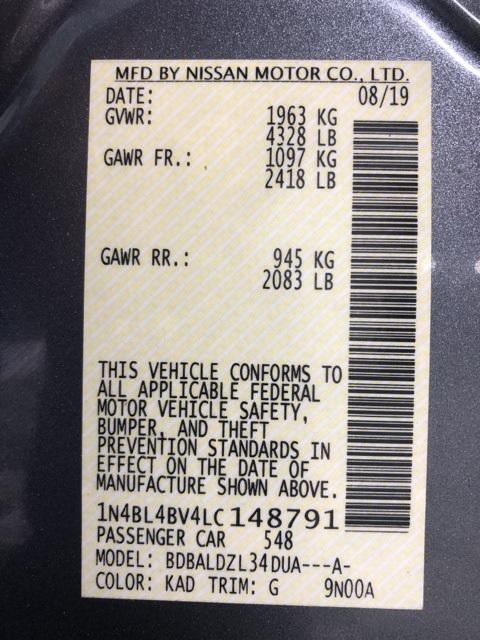 MFD BY NISSAN MOTOR CO., LTD.
DATE: 08/19
GVWR: 1963 KG
4328 LB
GAWR FR.: 1097 KG
2418 LB
GAWR RR.: 945 KG
2083 LB
THIS VEHICLE CONFORMS TO
ALL APPLICABLE FEDERAL
MOTOR VEHICLE SAFETY,
BUMPER, AND THEFT
PREVENTION STANDARDS IN
EFFECT ON THE DATE OF
MANUFACTURE SHOWN ABOVE.
1N4BL4BV4LC148791
PASSENGER CAR 548
MODEL: BDBALDZL34DUA---A-
COLOR: KAD TRIM: G 9N00A